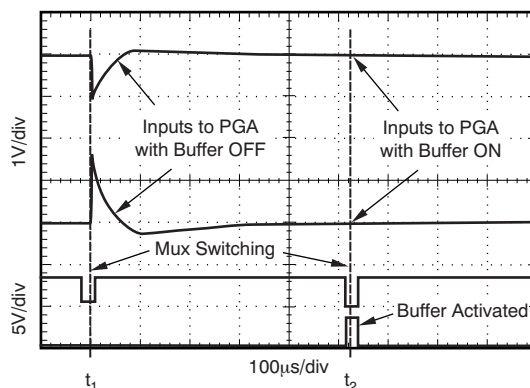 1V/div
Inputs to PGA
with Buffer OFF
Inputs to PGA
with Buffer ON
Mux Switching
5V/div
Buffer Activated
100μs/div
t1
t2